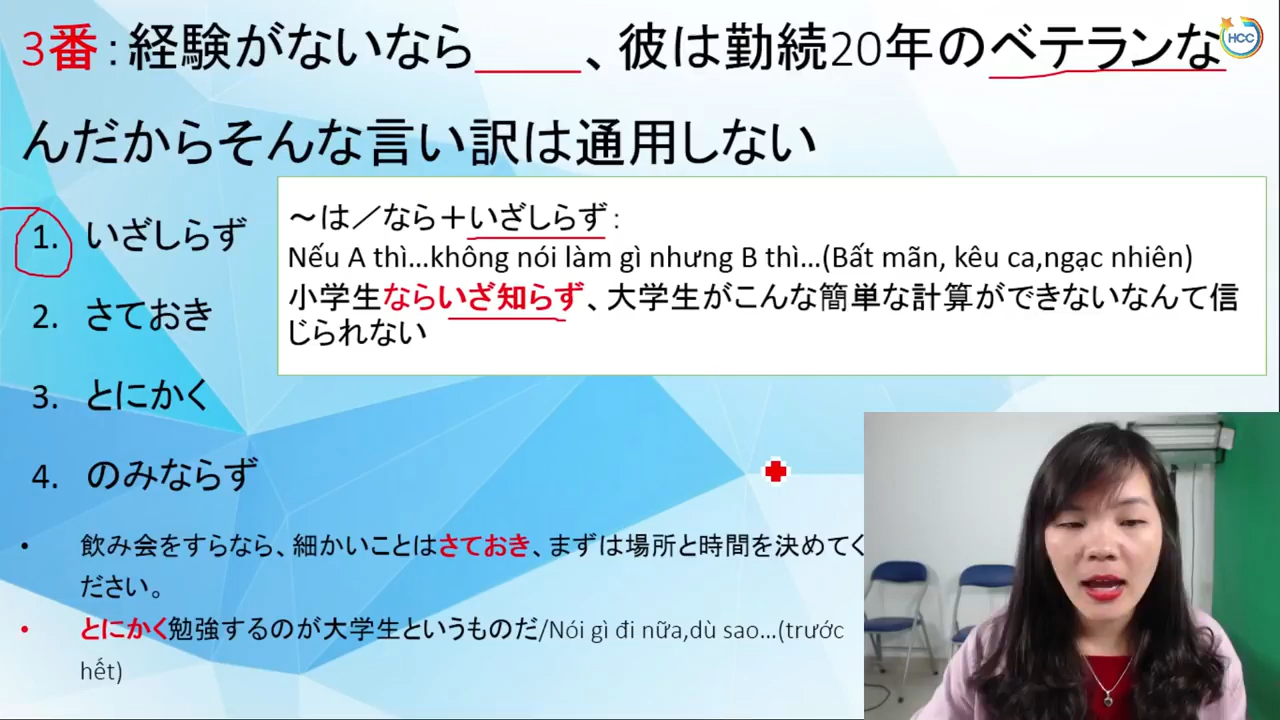 3番：経験がないなら____、彼は勤続20年のベテランな
んだからそんな言い訳は通用しない
HCC
1. いざしらず
2. さておき
3. とにかく
4. のみならず
～は／なら＋いざしらず：
Nếu A thì...không nói làm gì nhưng B thì...(Bất mãn, kêu ca,ngạc nhiên)
小学生ならいざ知らず、大学生がこんな簡単な計算ができないなんて信
じられない
• 飲み会をすらなら、細かいことはさておき、まずは場所と時間を決めてく
ださい。
• とにかく勉強するのが大学生というものだ/Nói gì đi nữa,dù sao...(trước
hết)